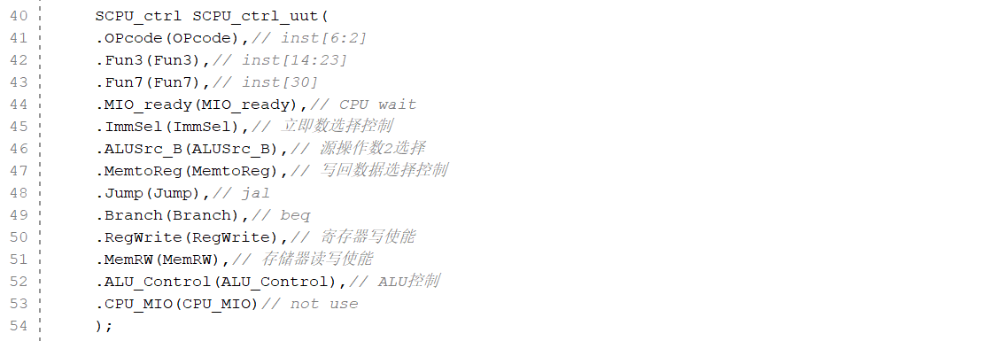 40 SCPU_ctrl SCPU_ctrl_uut(
41 .OPcode(OPcode),// inst[6:2]
42 .Fun3(Fun3),// inst[14:23]
43 .Fun7(Fun7),// inst[30]
44 .MIO_ready(MIO_ready),// CPU wait
45 .ImmSel(ImmSel),// 立即数选择控制
46 .ALUSrc_B(ALUSrc_B),// 源操作数2选择
47 .MemtoReg(MemtoReg),// 写回数据选择控制
48 .Jump(Jump),// jal
49 .Branch(Branch),// beq
50 .RegWrite(RegWrite),// 寄存器写使能
51 .MemRW(MemRW),// 存储器读写使能
52 .ALU_Control(ALU_Control),// ALU控制
53 .CPU_MIO(CPU_MIO)// not use
54 );